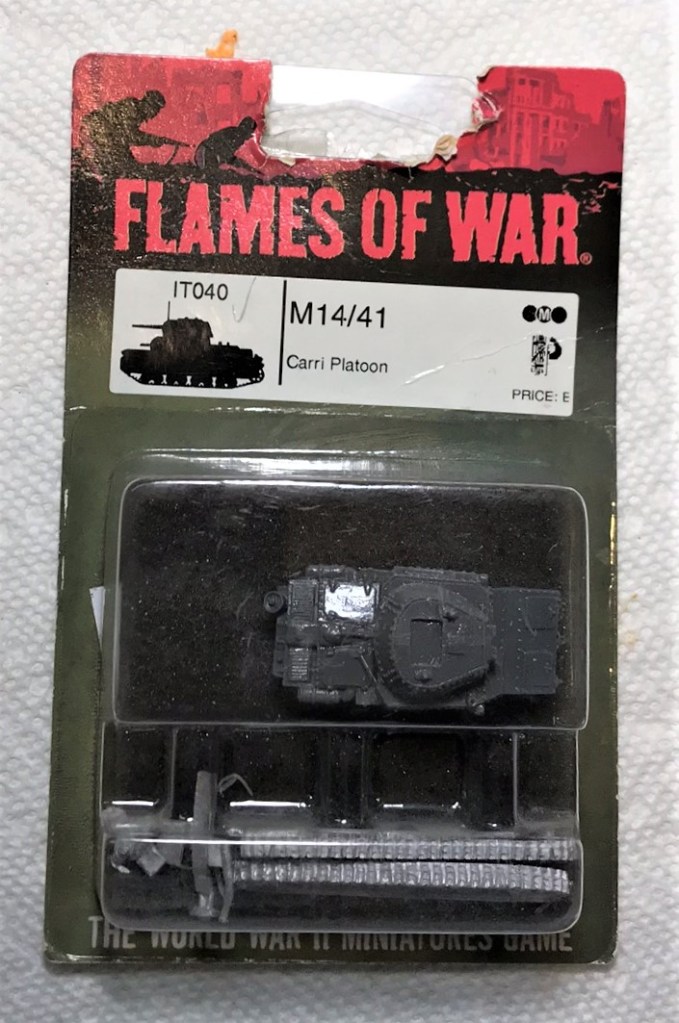 FLAMES OF WAR®
IT040
M14/41
M
Carri Platoon
PRICE: E
THE WORLD WAR II MINIATURES GAME